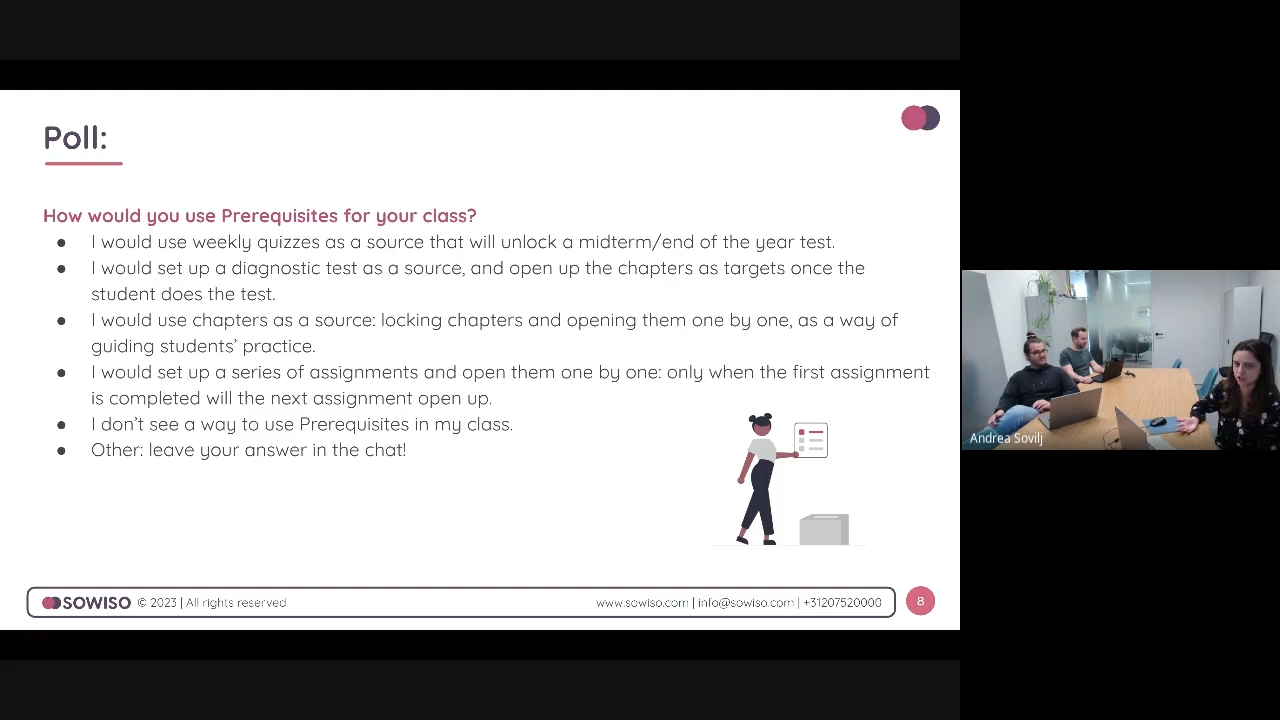 Poll:
How would you use Prerequisites for your class?
● I would use weekly quizzes as a source that will unlock a midterm/end of the year test.
● I would set up a diagnostic test as a source, and open up the chapters as targets once the
student does the test.
● I would use chapters as a source: locking chapters and opening them one by one, as a way of
guiding students’ practice.
● I would set up a series of assignments and open them one by one: only when the first assignment
is completed will the next assignment open up.
● I don’t see a way to use Prerequisites in my class.
● Other: leave your answer in the chat!
SOWISO © 2023 | All rights reserved
www.sowiso.com | info@sowiso.com | +31207520000
8
Andrea Sovilj